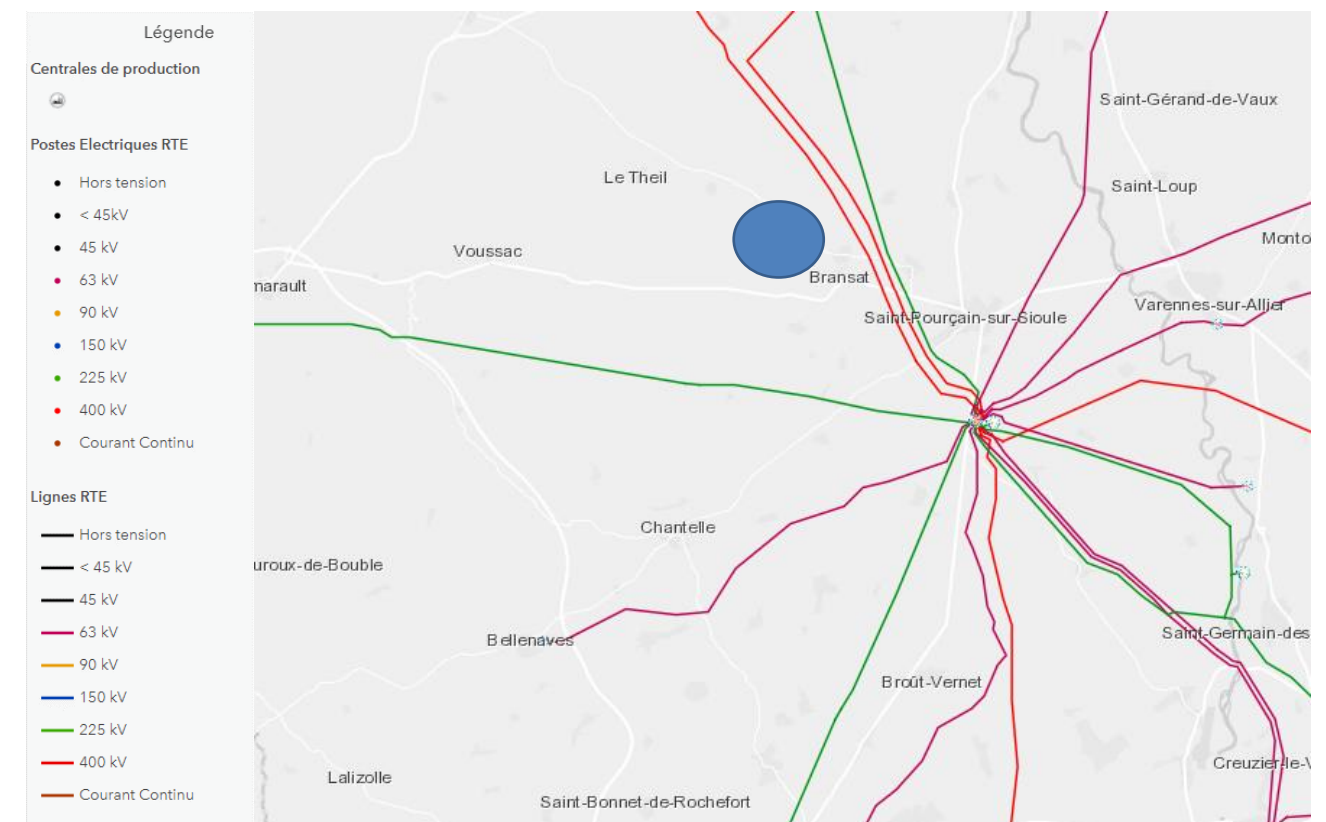 Légende
Centrales de production
Postes Electriques RTE
Hors tension
< 45kV
45 kV
63 kV
90 kV
150 kV
225 kV
400 kV
Courant Continu
Lignes RTE
Hors tension
< 45 kV
45 kV
63 kV
90 kV
150 kV
225 kV
400 kV
Courant Continu
Saint-Gérand-de-Vaux
Le Theil
Saint-Loup
Voussac
Monto
Bransat
marault
Varennes-sur-Allier
Saint-Pourçain-sur-Sioule
Chantelle
uroux-de-Bouble
Bellenaves
Saint-Germain-des
Broût-Vernet
Creuzier-le-V
Lalizolle
Saint-Bonnet-de-Rochefort